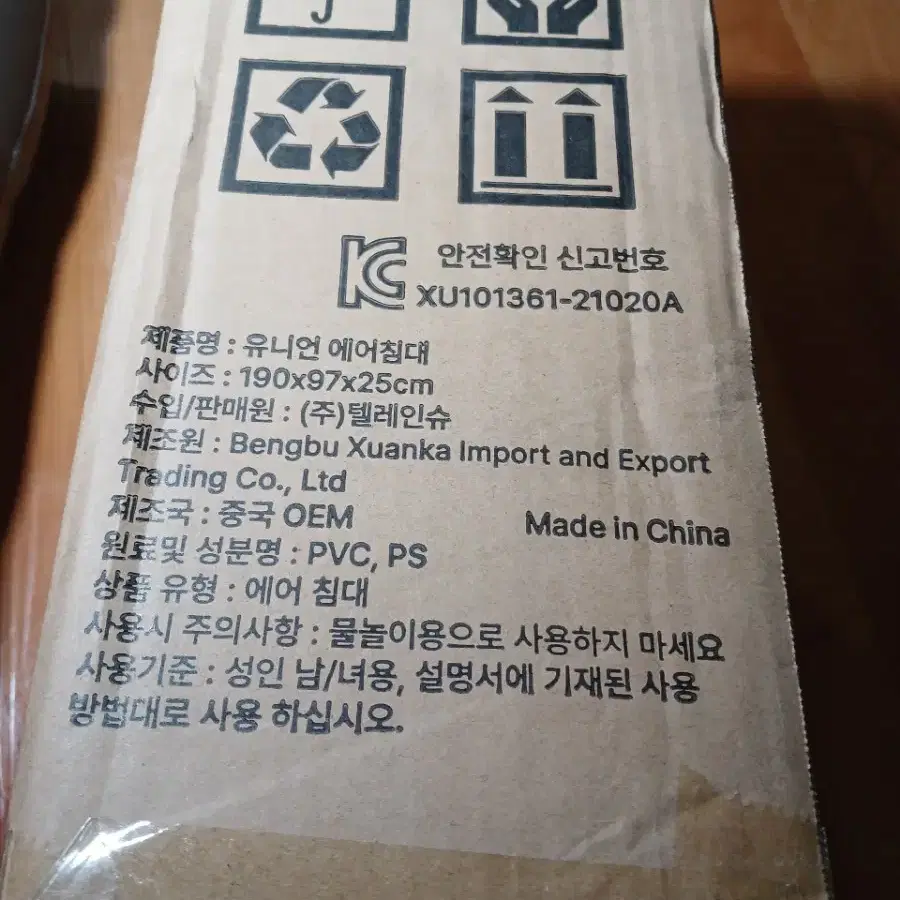 KC 안전확인 신고번호
XU101361-21020A
제품명 : 유니언 에어침대
사이즈 : 190x97x25cm
수입/판매원 : (주)텔레인슈
제조원 : Bengbu Xuanka Import and Export
Trading Co., Ltd
제조국 : 중국 OEM
Made in China
원료및 성분명 : PVC, PS
상품 유형 : 에어 침대
사용시 주의사항 : 물놀이용으로 사용하지 마세요
사용기준 : 성인 남/녀용, 설명서에 기재된 사용
방법대로 사용 하십시오.